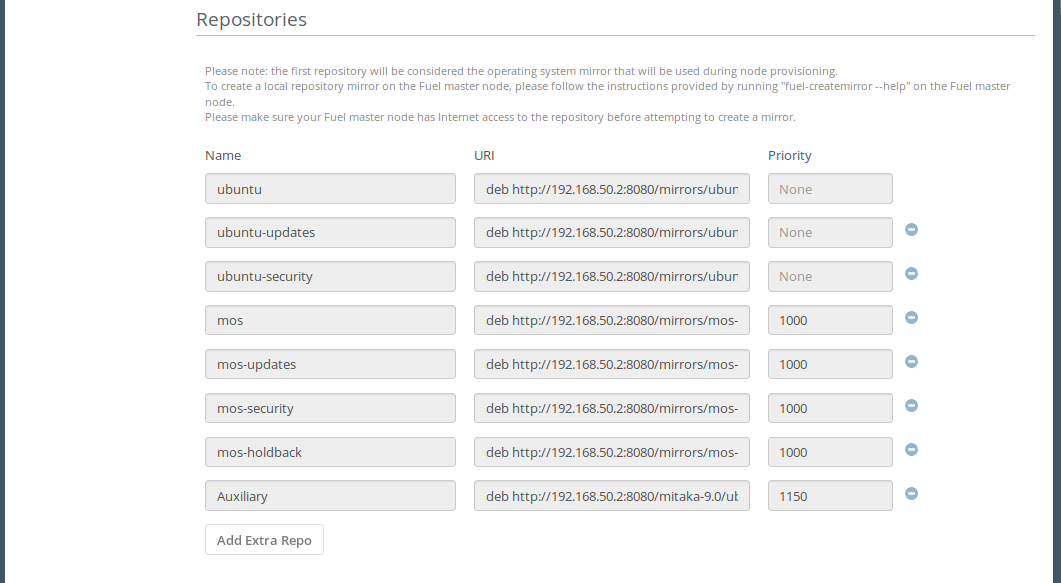 Repositories
Please note: the first repository will be considered the operating system mirror that will be used during node provisioning.
To create a local repository mirror on the Fuel master node, please follow the instructions provided by running "fuel-createmirror --help" on the Fuel master
node.
Please make sure your Fuel master node has Internet access to the repository before attempting to create a mirror.
Name URI Priority
ubuntu deb http://192.168.50.2:8080/mirrors/ubun None
ubuntu-updates deb http://192.168.50.2:8080/mirrors/ubun None
ubuntu-security deb http://192.168.50.2:8080/mirrors/ubun None
mos deb http://192.168.50.2:8080/mirrors/mos- 1000
mos-updates deb http://192.168.50.2:8080/mirrors/mos- 1000
mos-security deb http://192.168.50.2:8080/mirrors/mos- 1000
mos-holdback deb http://192.168.50.2:8080/mirrors/mos- 1000
Auxiliary deb http://192.168.50.2:8080/mitaka-9.0/ub 1150
Add Extra Repo